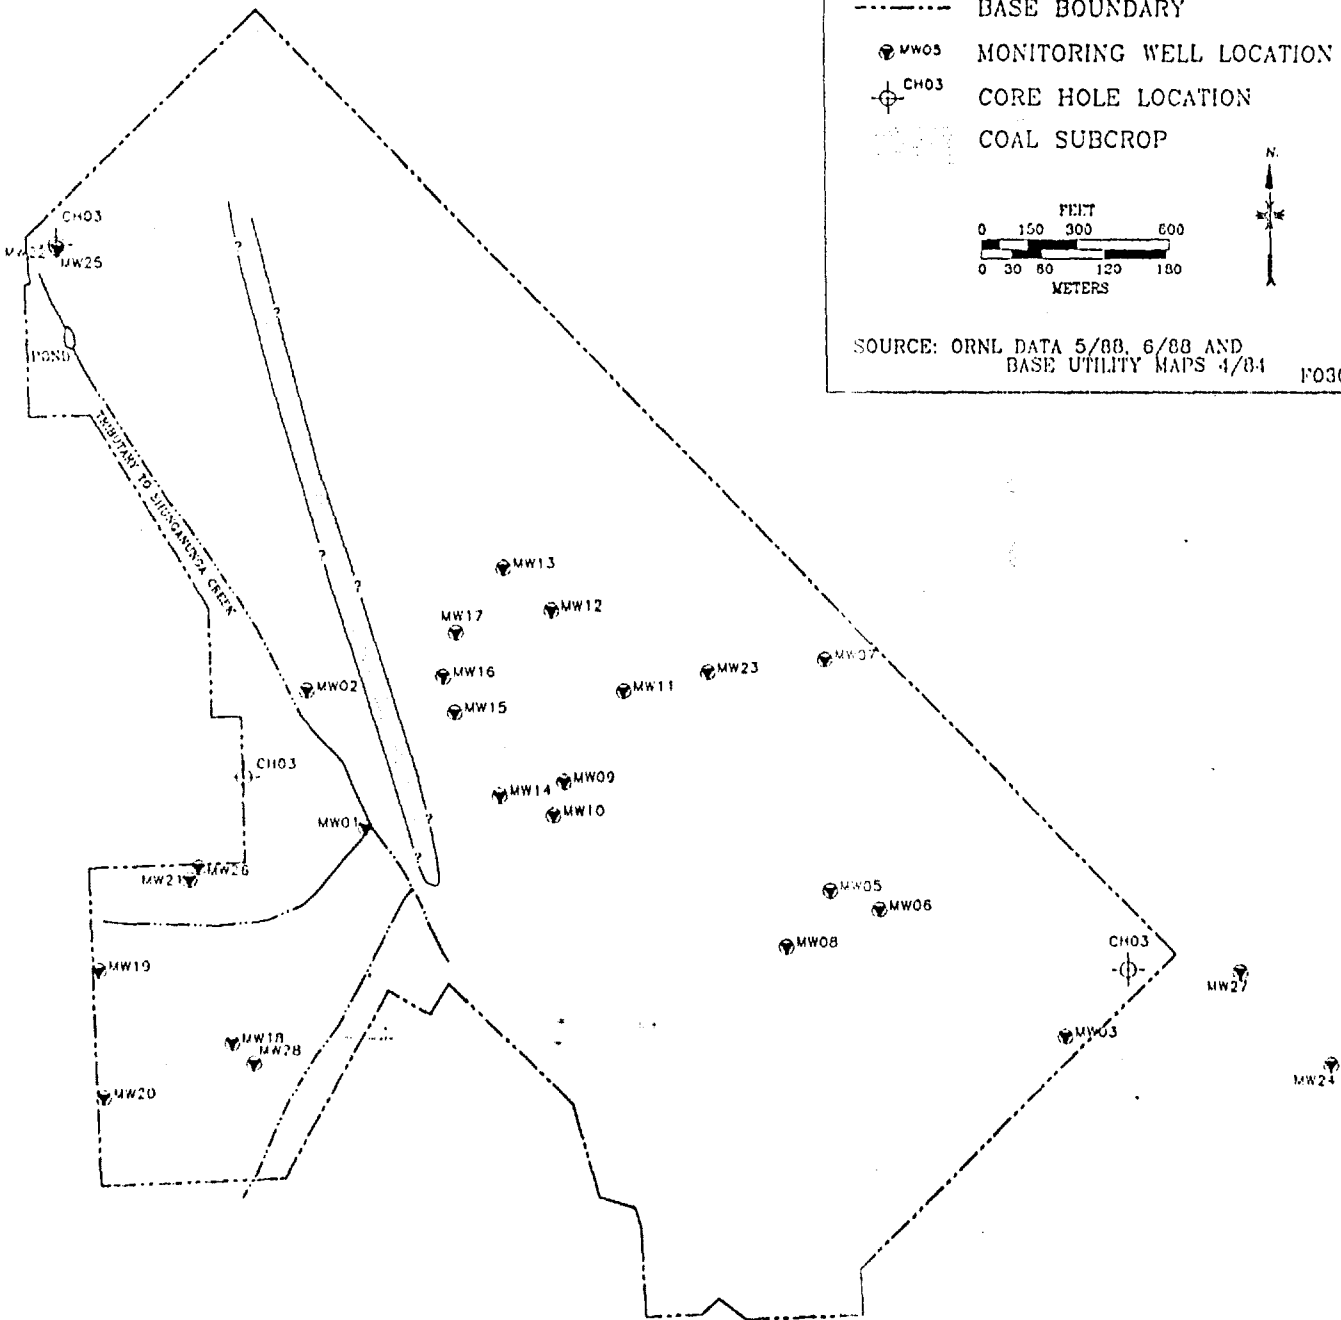 BASE BOUNDARY
MW05 MONITORING WELL LOCATION
CH03 CORE HOLE LOCATION
COAL SUBCROP
N
FEET
0 150 300 600
0 30 60 120 180
METERS
SOURCE: ORNL DATA 5/88, 6/88 AND
BASE UTILITY MAPS 4/84
CH03
MW22
MW25
POND
TRIBUTARY TO SHUNGANUNGA CREEK
?
?
?
?
?
?
MW13
MW12
MW17
MW16
MW15
MW02
MW11
MW23
MW07
CH03
MW14
MW09
MW10
MW01
MW26
MW21
MW05
MW06
MW08
MW19
CH03
MW27
MW03
MW24
MW18
MW28
MW20